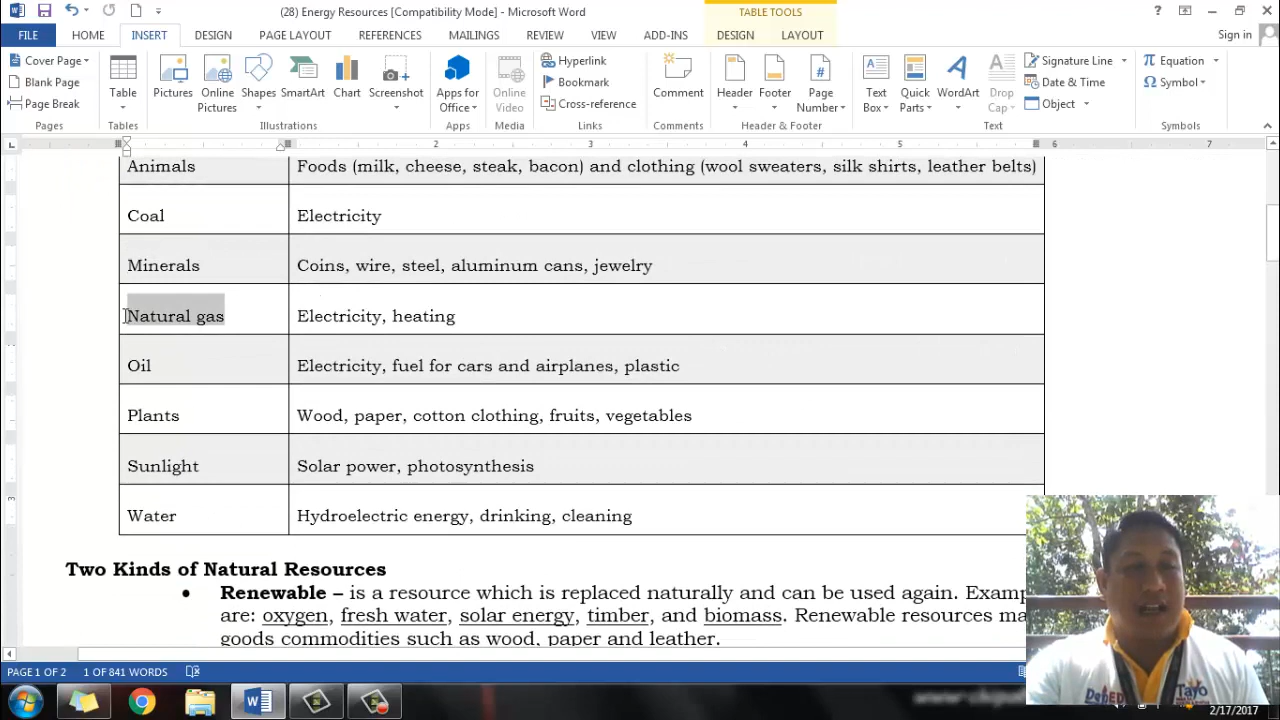 (28) Energy Resources [Compatibility Mode] - Microsoft Word
TABLE TOOLS
FILE HOME INSERT DESIGN PAGE LAYOUT REFERENCES MAILINGS REVIEW VIEW ADD-INS DESIGN LAYOUT Sign in
Cover Page
Blank Page
Page Break
Pages
Table
Tables
Pictures
Online Pictures
Shapes
SmartArt
Chart
Screenshot
Illustrations
Apps for Office
Apps
Online Video
Media
Hyperlink
Bookmark
Cross-reference
Links
Comment
Comments
Header
Footer
Page Number
Header & Footer
Text Box
Quick Parts
WordArt
Drop Cap
Signature Line
Date & Time
Object
Text
Equation
Symbol
Symbols
2 3 4 5 6 7
Animals Foods (milk, cheese, steak, bacon) and clothing (wool sweaters, silk shirts, leather belts)
Coal Electricity
Minerals Coins, wire, steel, aluminum cans, jewelry
Natural gas Electricity, heating
Oil Electricity, fuel for cars and airplanes, plastic
Plants Wood, paper, cotton clothing, fruits, vegetables
Sunlight Solar power, photosynthesis
Water Hydroelectric energy, drinking, cleaning
Two Kinds of Natural Resources
• Renewable – is a resource which is replaced naturally and can be used again. Examp
are: oxygen, fresh water, solar energy, timber, and biomass. Renewable resources ma
goods commodities such as wood, paper and leather.
PAGE 1 OF 2 1 OF 841 WORDS
DepED
Tayo
2/17/2017